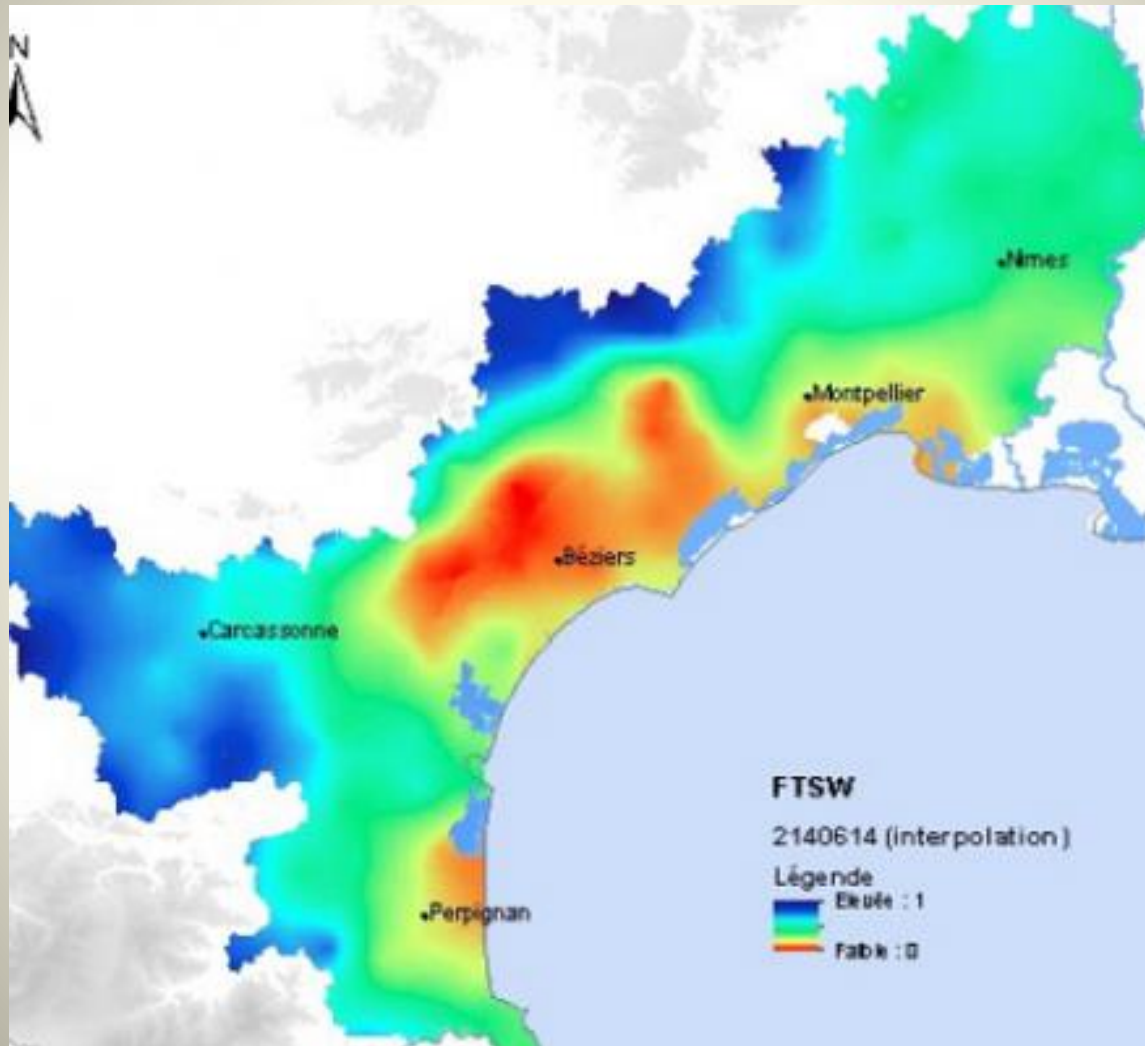 N
Nimes
Montpellier
Béziers
Carcassonne
Perpignan
FTSW
2140614 (interpolation)
Légende
Elevée : 1
Faible : 0